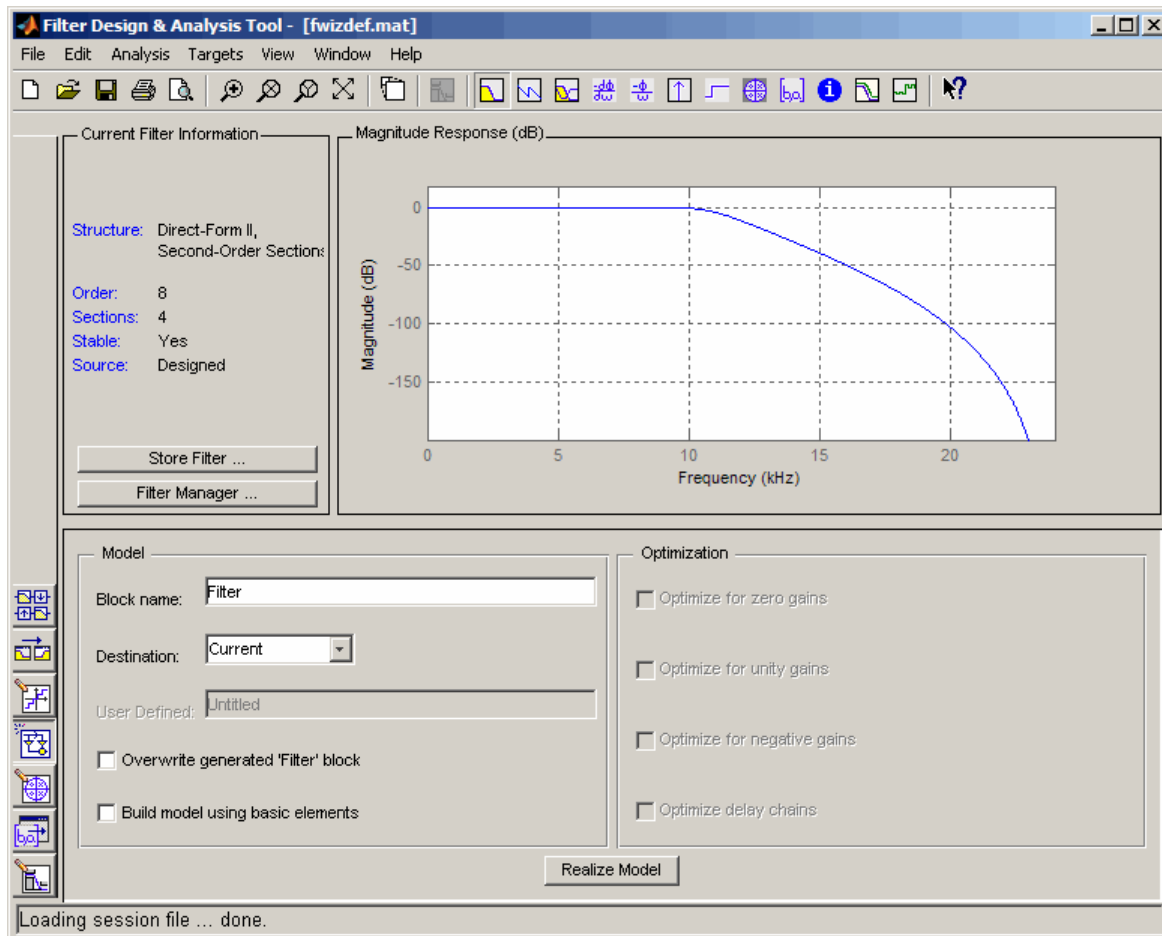 Filter Design & Analysis Tool - [fwizdef.mat]
File Edit Analysis Targets View Window Help
Current Filter Information
Structure: Direct-Form II,
Second-Order Sections
Order: 8
Sections: 4
Stable: Yes
Source: Designed
Store Filter ...
Filter Manager ...
Magnitude Response (dB)
Magnitude (dB)
0
-50
-100
-150
0 5 10 15 20
Frequency (kHz)
Model
Block name: Filter
Destination: Current
User Defined: Untitled
Overwrite generated 'Filter' block
Build model using basic elements
Optimization
Optimize for zero gains
Optimize for unity gains
Optimize for negative gains
Optimize delay chains
Realize Model
Loading session file ... done.